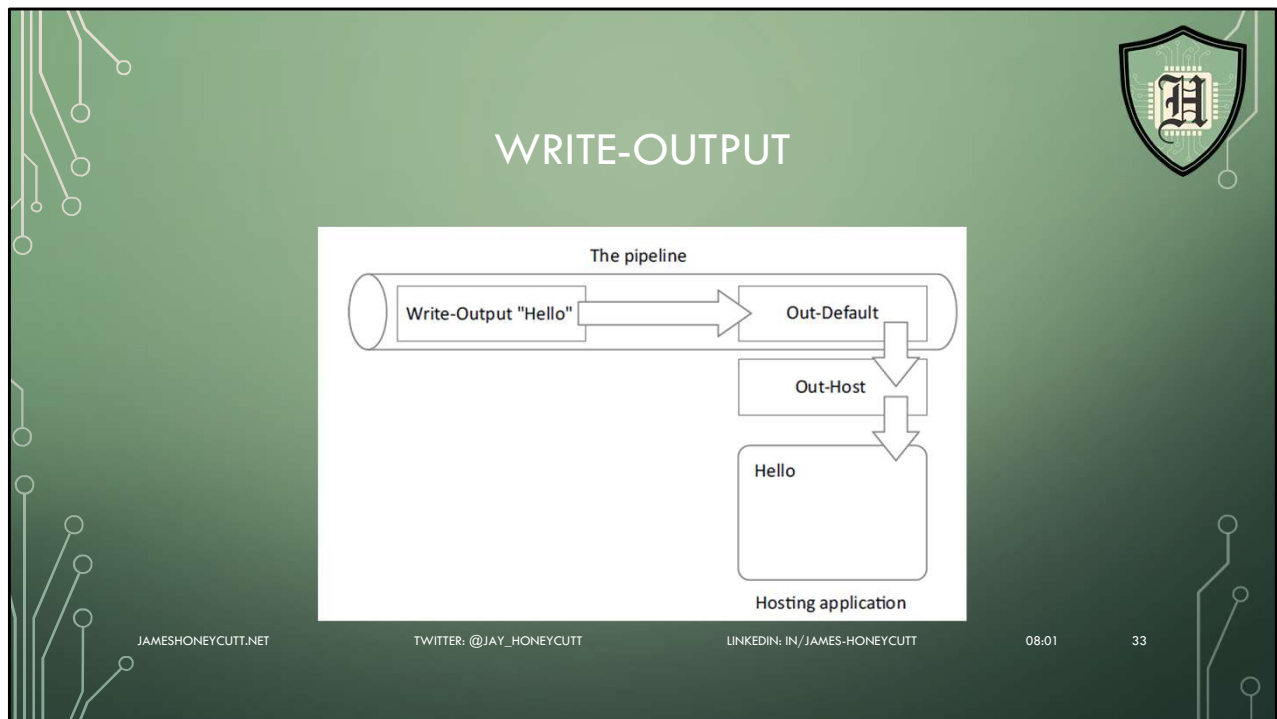 WRITE-OUTPUT
H
The pipeline
Write-Output "Hello"
Out-Default
Out-Host
Hello
Hosting application
JAMESHONEYCUTT.NET
TWITTER: @JAY_HONEYCUTT
LINKEDIN: IN/JAMES-HONEYCUTT
08:01
33